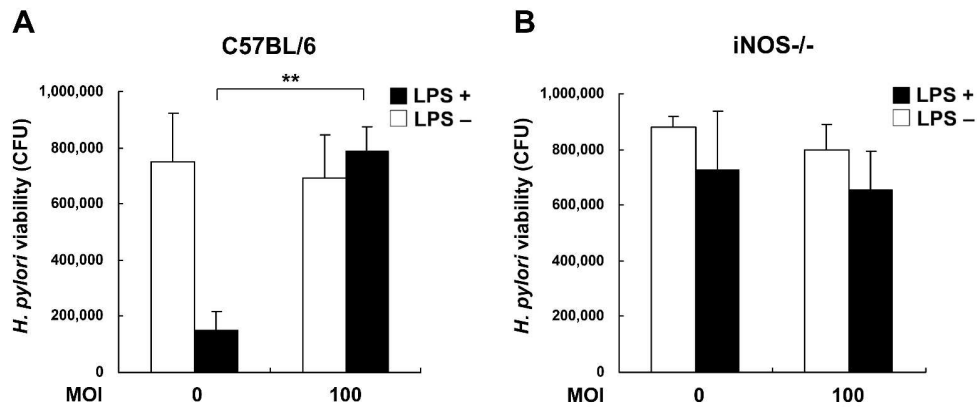 A
C57BL/6
**
LPS +
LPS –
1,000,000
800,000
600,000
400,000
200,000
0
H. pylori viability (CFU)
MOI 0 100
B
iNOS-/-
LPS +
LPS –
1,000,000
800,000
600,000
400,000
200,000
0
H. pylori viability (CFU)
MOI 0 100